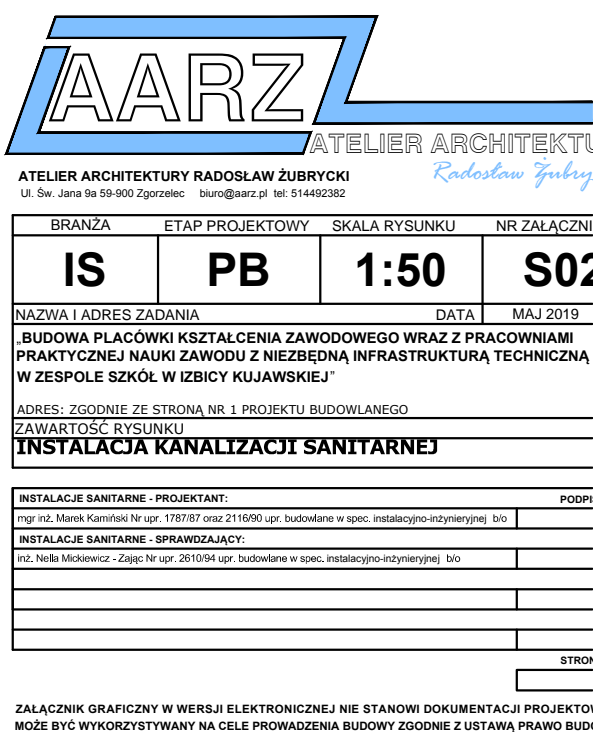 AARZ
ATELIER ARCHITEKTU
Radosław Żubry
ATELIER ARCHITEKTURY RADOSŁAW ŻUBRYCKI
Ul. Św. Jana 9a 59-900 Zgorzelec biuro@aarz.pl tel: 514492382
BRANŻA ETAP PROJEKTOWY SKALA RYSUNKU NR ZAŁĄCZNI
IS PB 1:50 S02
NAZWA I ADRES ZADANIA DATA MAJ 2019
„BUDOWA PLACÓWKI KSZTAŁCENIA ZAWODOWEGO WRAZ Z PRACOWNIAMI
PRAKTYCZNEJ NAUKI ZAWODU Z NIEZBĘDNĄ INFRASTRUKTURĄ TECHNICZNĄ
W ZESPOLE SZKÓŁ W IZBICY KUJAWSKIEJ”
ADRES: ZGODNIE ZE STRONĄ NR 1 PROJEKTU BUDOWLANEGO
ZAWARTOŚĆ RYSUNKU
INSTALACJA KANALIZACJI SANITARNEJ
INSTALACJE SANITARNE - PROJEKTANT: PODPI
mgr inż. Marek Kamiński Nr upr. 1787/87 oraz 2116/90 upr. budowlane w spec. instalacyjno-inżynieryjnej b/o
INSTALACJE SANITARNE - SPRAWDZAJĄCY:
inż. Nella Mickiewicz - Zając Nr upr. 2610/94 upr. budowlane w spec. instalacyjno-inżynieryjnej b/o
STRON
ZAŁĄCZNIK GRAFICZNY W WERSJI ELEKTRONICZNEJ NIE STANOWI DOKUMENTACJI PROJEKTOW
MOŻE BYĆ WYKORZYSTYWANY NA CELE PROWADZENIA BUDOWY ZGODNIE Z USTAWĄ PRAWO BUDO